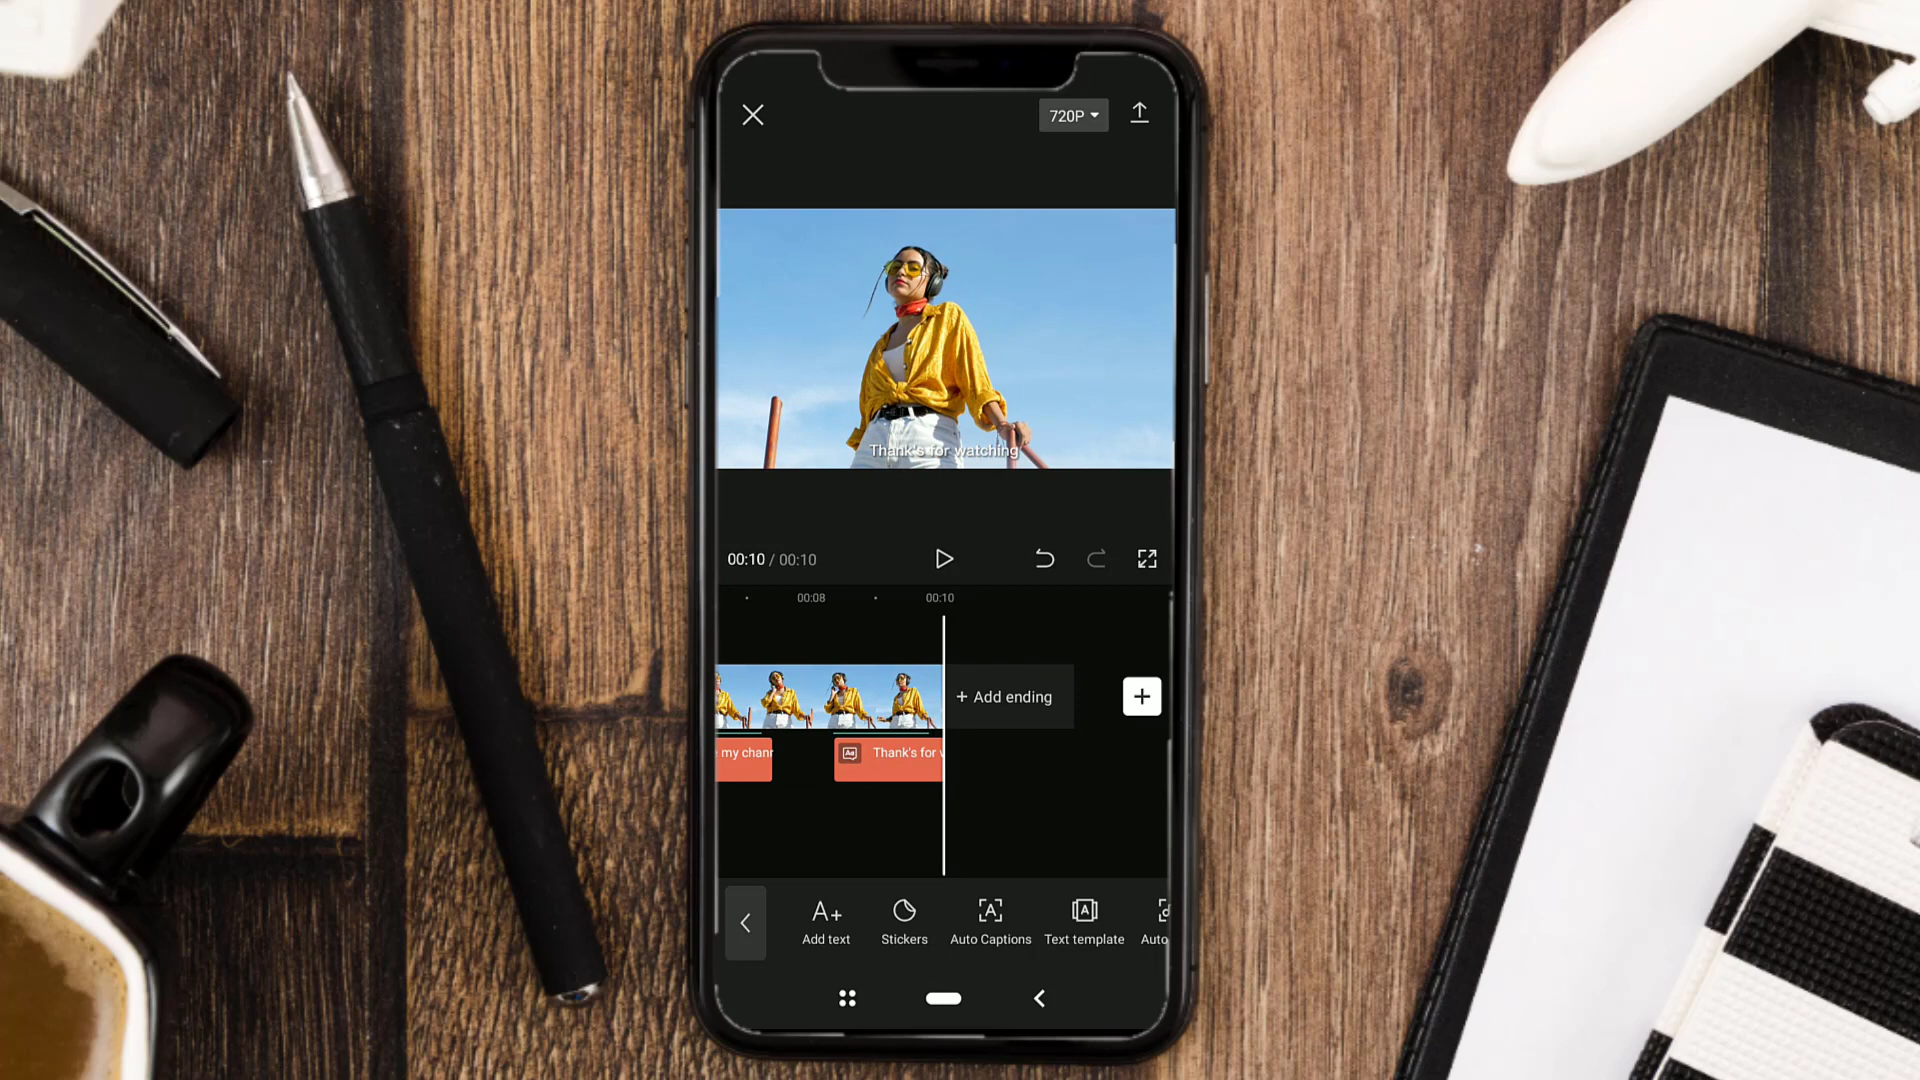 720P
Thank's for watching
00:10 / 00:10
00:08
00:10
+ Add ending
my chann
Thank's for w
Add text
Stickers
Auto Captions
Text template
Auto